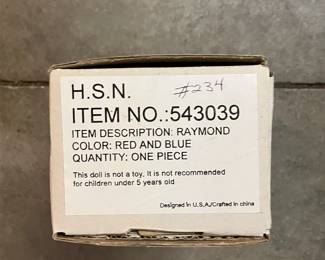 H.S.N. #234
ITEM NO.:543039
ITEM DESCRIPTION: RAYMOND
COLOR: RED AND BLUE
QUANTITY: ONE PIECE
This doll is not a toy, It is not recommended
for children under 5 years old
Designed in U.S.A./Crafted in china